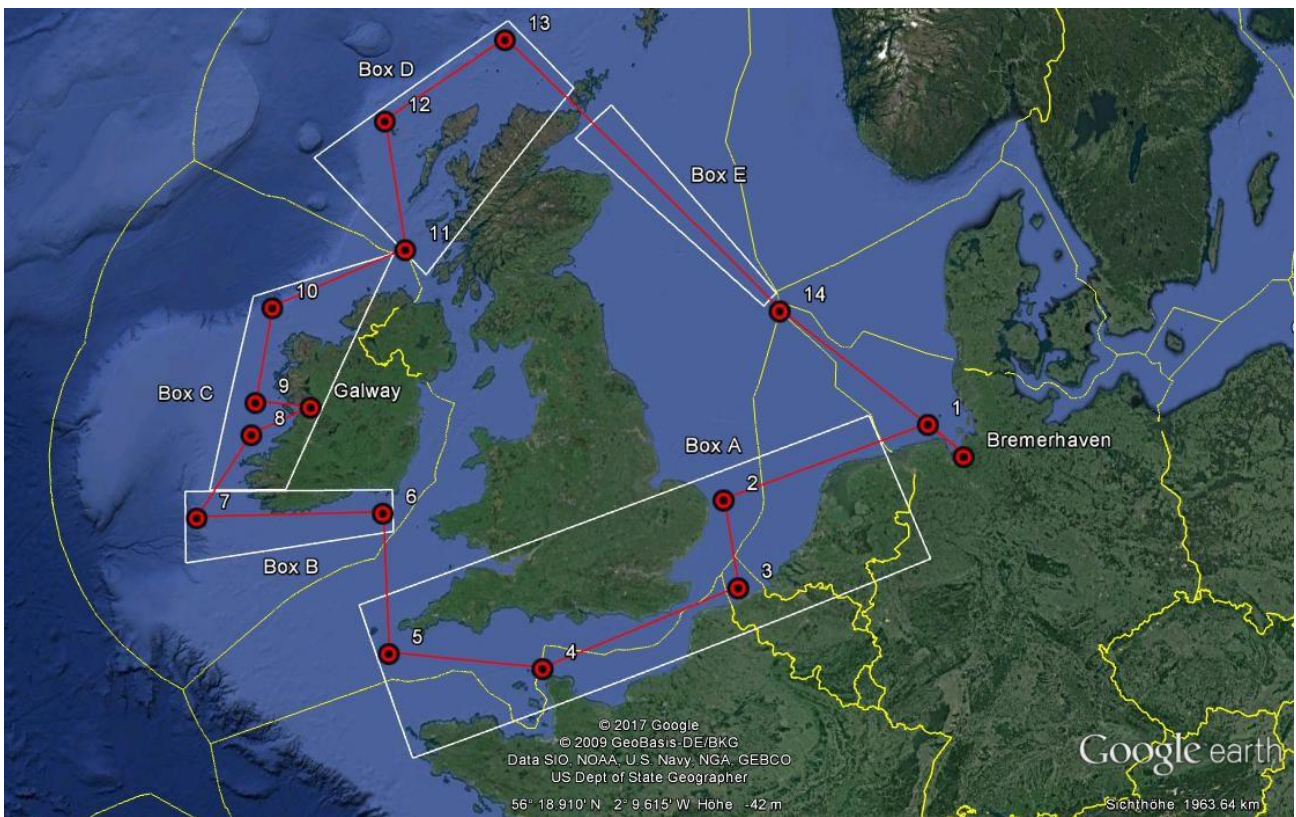 13
Box D
12
Box E
11
10
14
Box C
9
Galway
8
1
Box A
Bremerhaven
2
7
6
Box B
3
5
4
© 2017 Google
© 2009 GeoBasis-DE/BKG
Data SIO, NOAA, U.S. Navy, NGA, GEBCO
US Dept of State Geographer
Google earth
56° 18.910' N 2° 9.615' W Höhe -42 m
Sichthöhe 1963.64 km